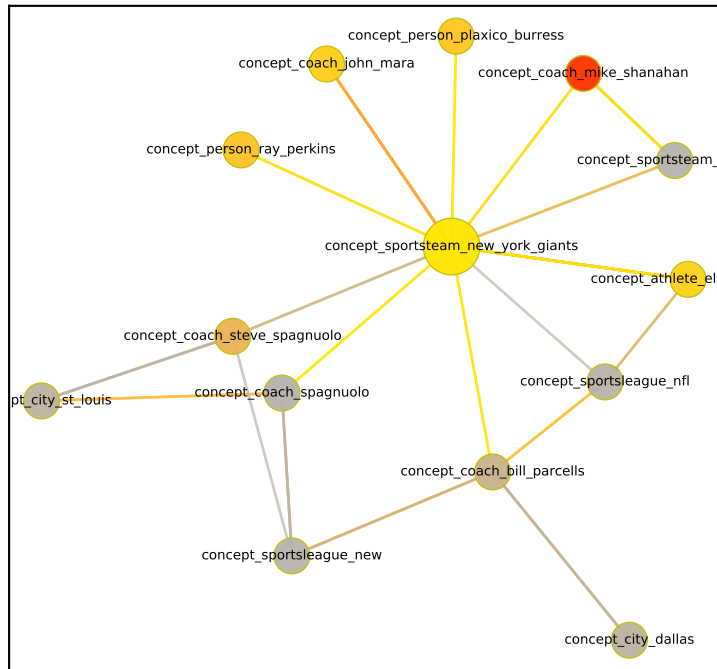 concept_person_plaxico_burress
concept_coach_john_mara
concept_coach_mike_shanahan
concept_person_ray_perkins
concept_sportsteam_
concept_sportsteam_new_york_giants
concept_athlete_el
concept_coach_steve_spagnuolo
concept_sportsleague_nfl
concept_coach_spagnuolo
pt_city_st_louis
concept_coach_bill_parcells
concept_sportsleague_new
concept_city_dallas